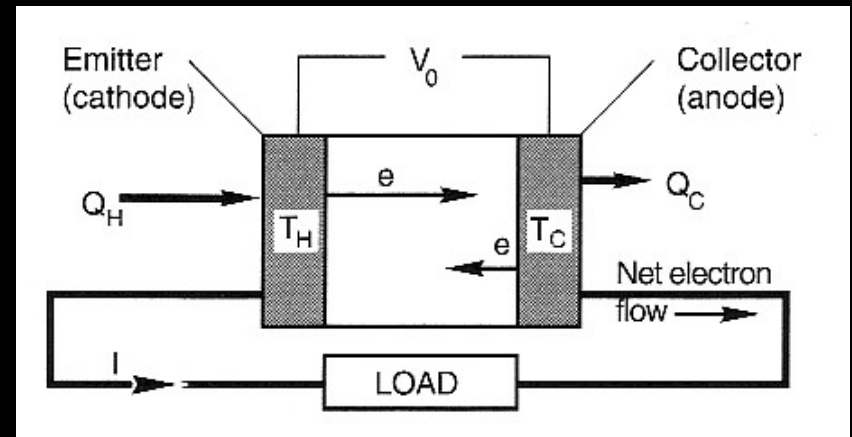 Emitter
(cathode)
V0
Collector
(anode)
QH
e
QC
TH
e
TC
Net electron
flow
I
LOAD